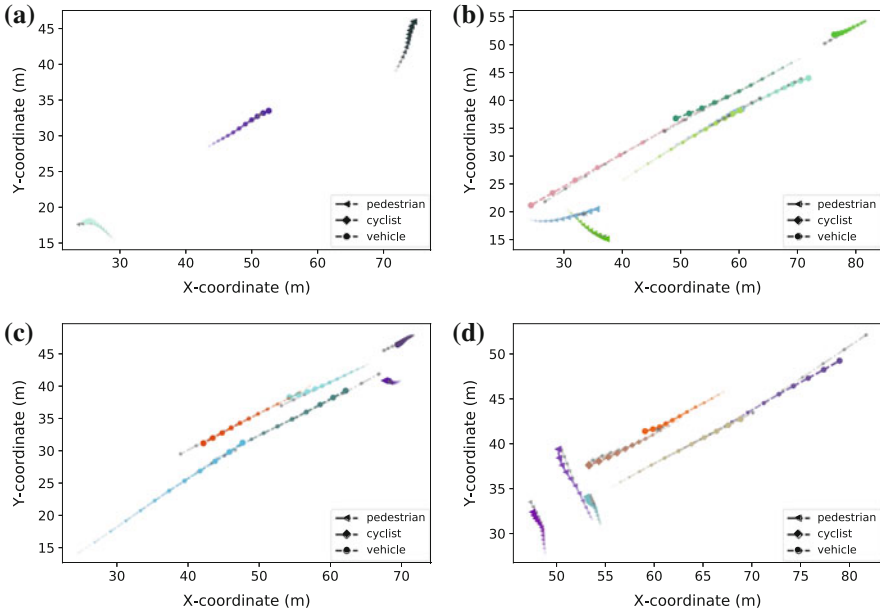 (a)
45
40
35
30
25
20
15
Y-coordinate (m)
30
40
50
60
70
X-coordinate (m)
pedestrian
cyclist
vehicle
(b)
55
50
45
40
35
30
25
20
15
Y-coordinate (m)
30
40
50
60
70
80
X-coordinate (m)
pedestrian
cyclist
vehicle
(c)
45
40
35
30
25
20
15
Y-coordinate (m)
30
40
50
60
70
X-coordinate (m)
pedestrian
cyclist
vehicle
(d)
50
45
40
35
30
Y-coordinate (m)
50
55
60
65
70
75
80
X-coordinate (m)
pedestrian
cyclist
vehicle